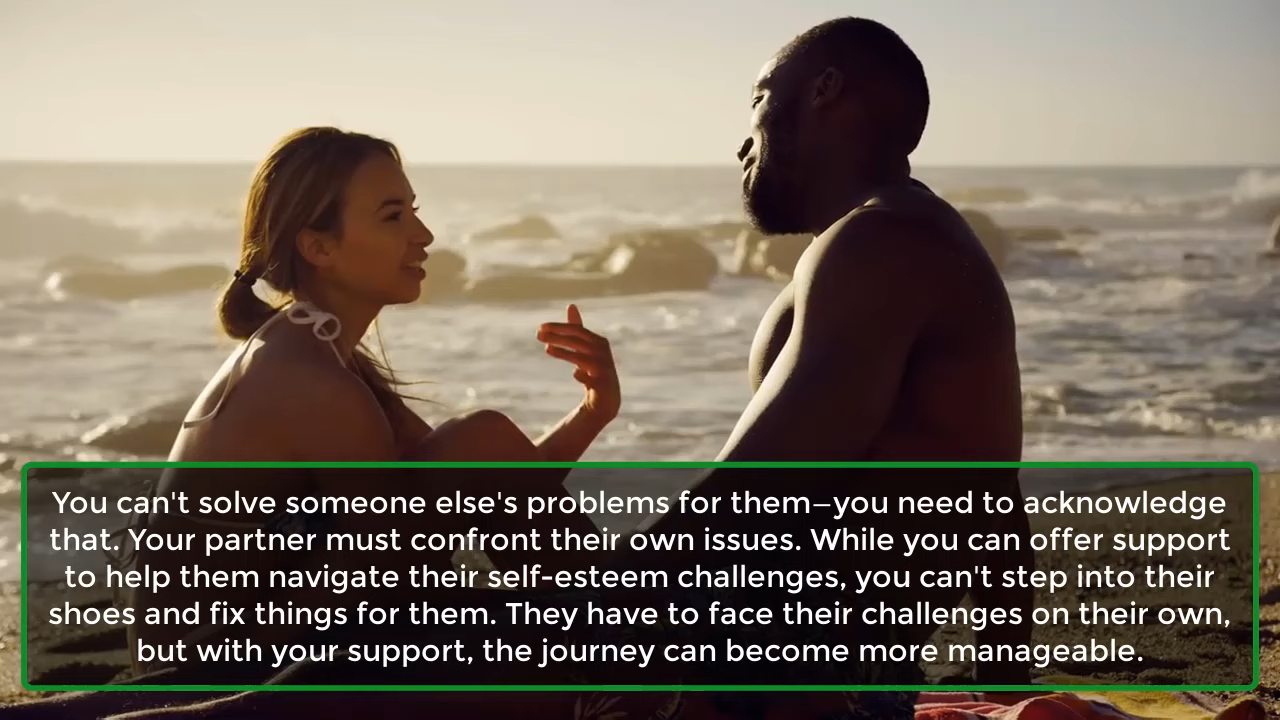 You can't solve someone else's problems for them—you need to acknowledge
that. Your partner must confront their own issues. While you can offer support
to help them navigate their self-esteem challenges, you can't step into their
shoes and fix things for them. They have to face their challenges on their own,
but with your support, the journey can become more manageable.